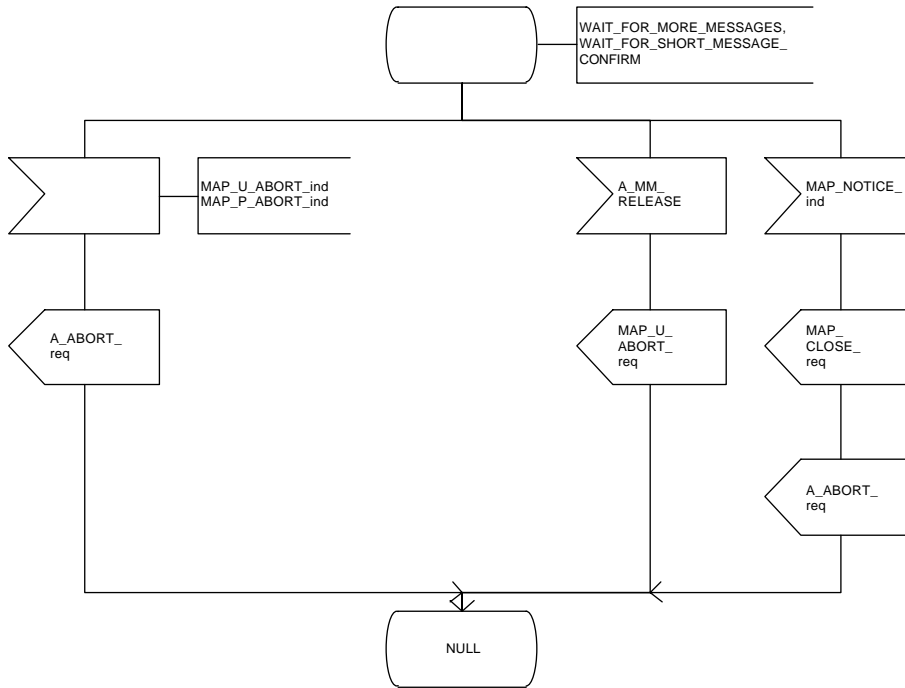 WAIT_FOR_MORE_MESSAGES,
WAIT_FOR_SHORT_MESSAGE_
CONFIRM
MAP_U_ABORT_ind
MAP_P_ABORT_ind
A_MM_
RELEASE
MAP_NOTICE_
ind
A_ABORT_
req
MAP_U_
ABORT_
req
MAP_
CLOSE_
req
A_ABORT_
req
NULL